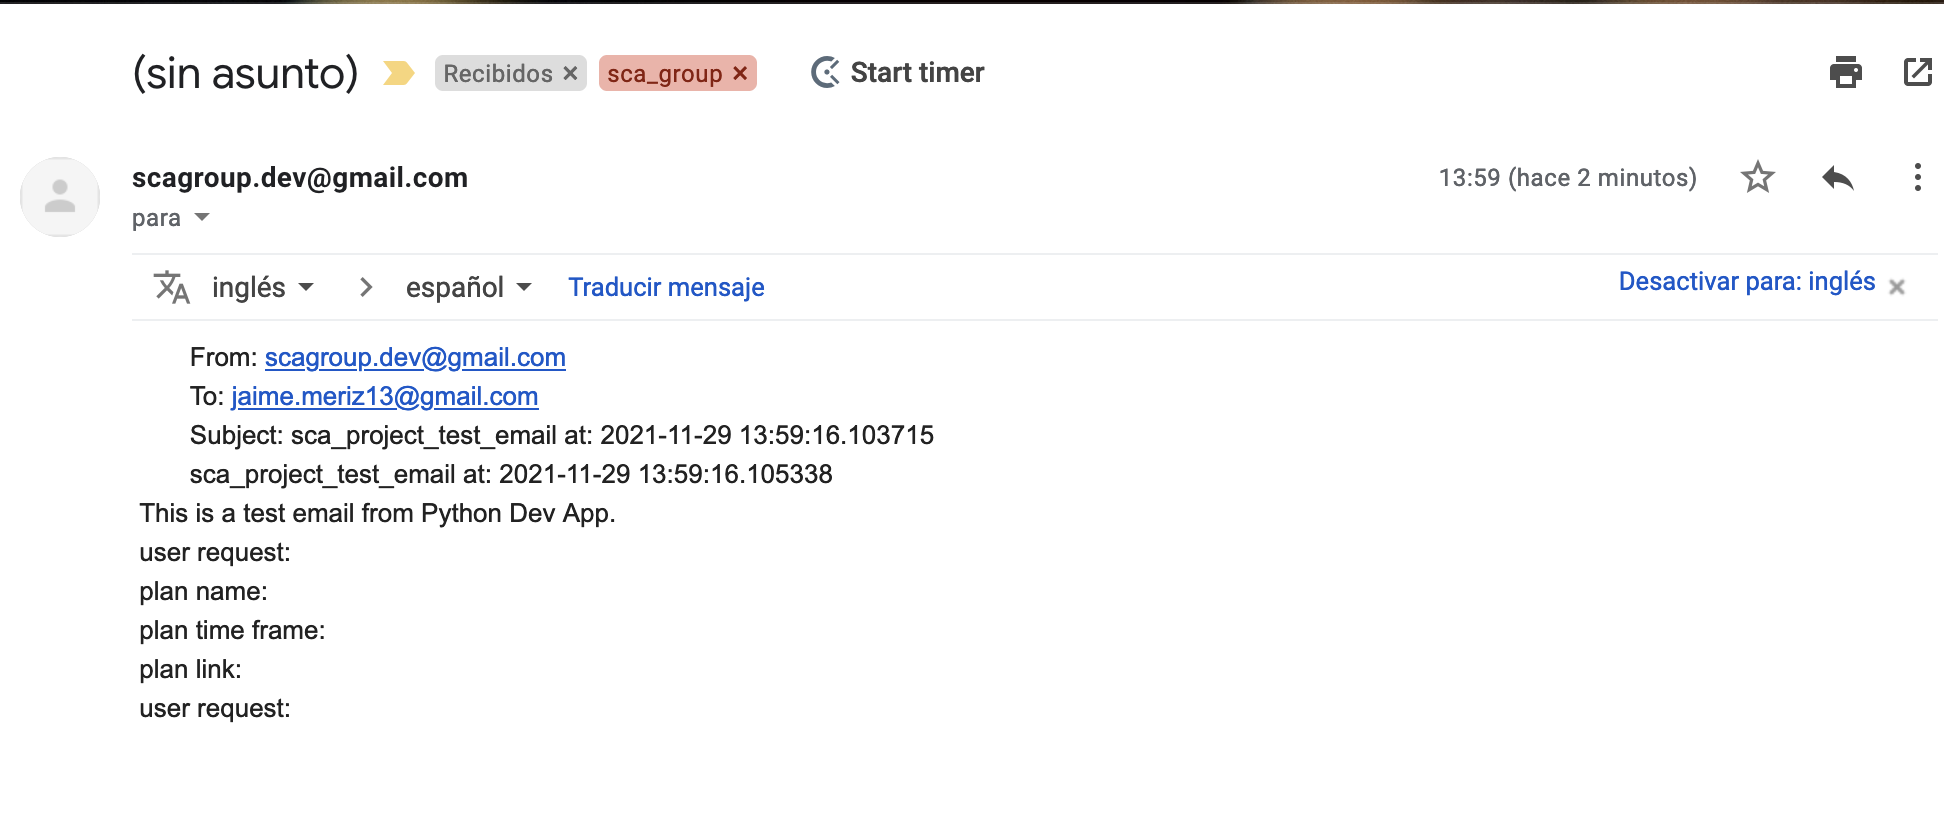 (sin asunto) Recibidos × sca_group × Start timer
scagroup.dev@gmail.com 13:59 (hace 2 minutos)
para
inglés > español Traducir mensaje Desactivar para: inglés ×
From: scagroup.dev@gmail.com
To: jaime.meriz13@gmail.com
Subject: sca_project_test_email at: 2021-11-29 13:59:16.103715
sca_project_test_email at: 2021-11-29 13:59:16.105338
This is a test email from Python Dev App.
user request:
plan name:
plan time frame:
plan link:
user request: